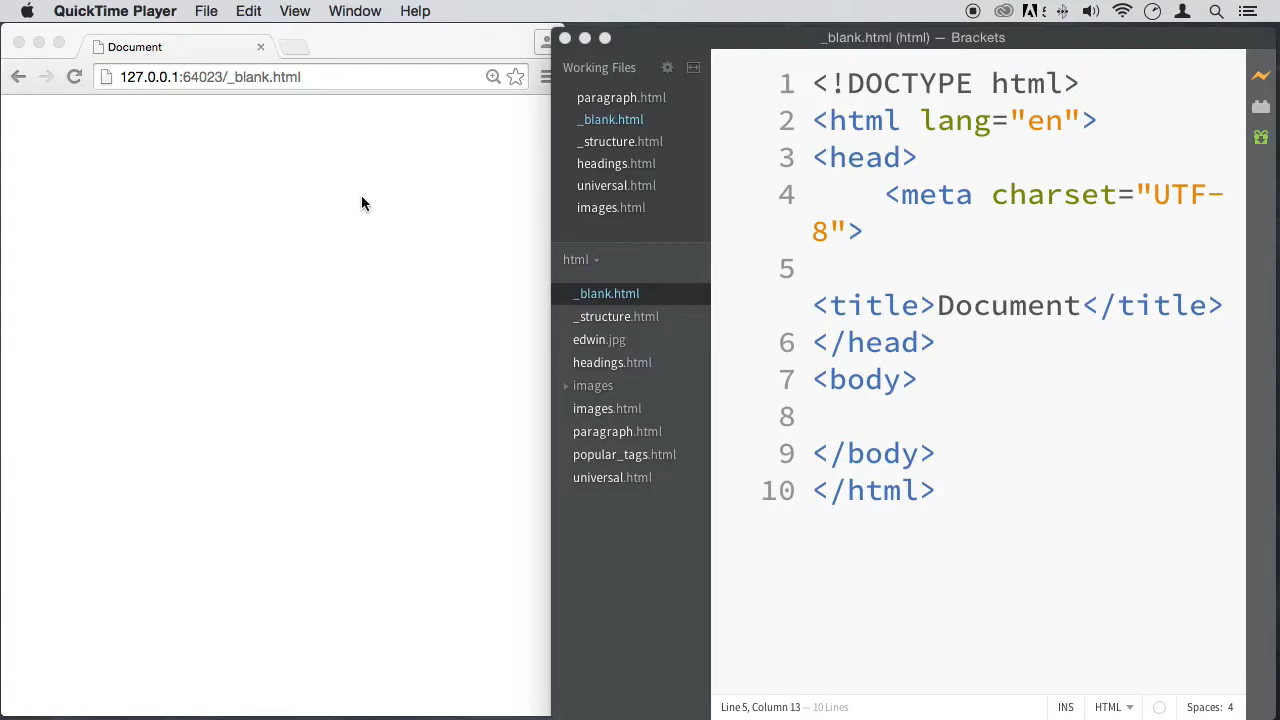 QuickTime Player File Edit View Window Help
Document
127.0.0.1:64023/_blank.html
_blank.html (html) — Brackets
Working Files
paragraph.html
_blank.html
_structure.html
headings.html
universal.html
images.html
html
_blank.html
_structure.html
edwin.jpg
headings.html
images
images.html
paragraph.html
popular_tags.html
universal.html
1 <!DOCTYPE html>
2 <html lang="en">
3 <head>
4 <meta charset="UTF-
8">
5
<title>Document</title>
6 </head>
7 <body>
8
9 </body>
10 </html>
Line 5, Column 13 — 10 Lines
INS
HTML
Spaces: 4